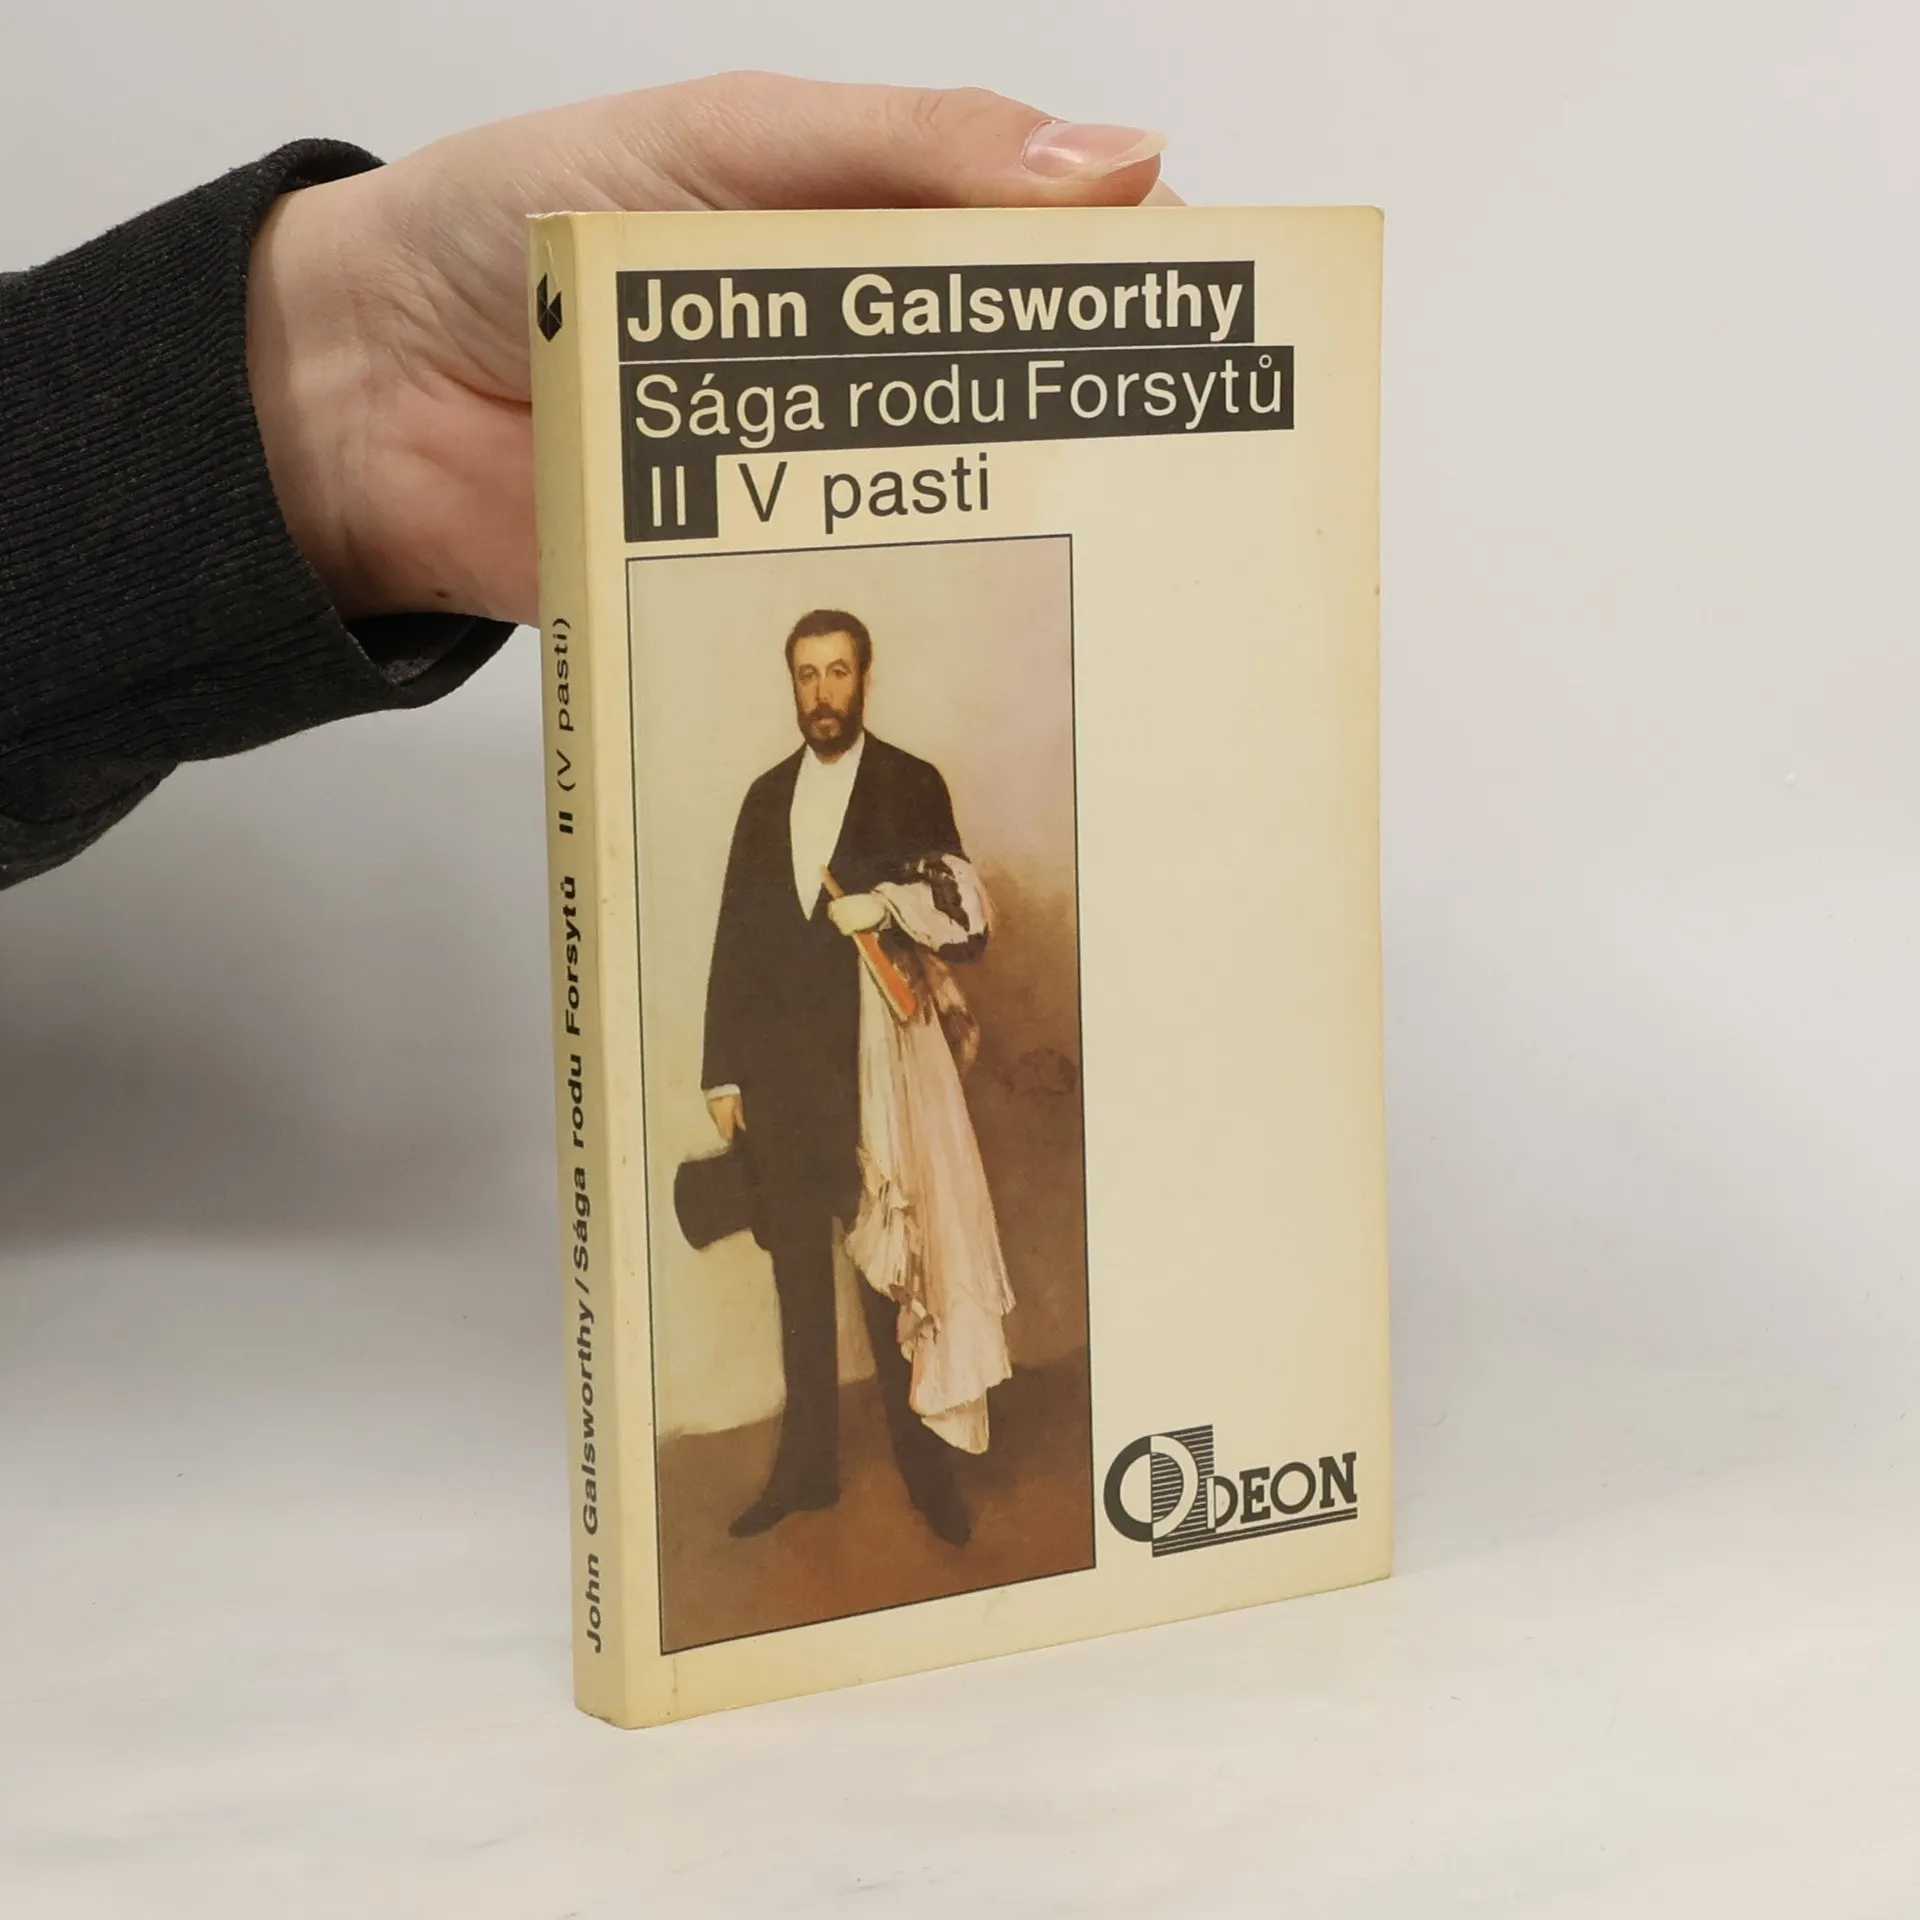 John Galsworthy
Sága rodu Forsytů
II V pasti
ODEON
John Galsworthy / Sága rodu Forsytů II (V pasti)